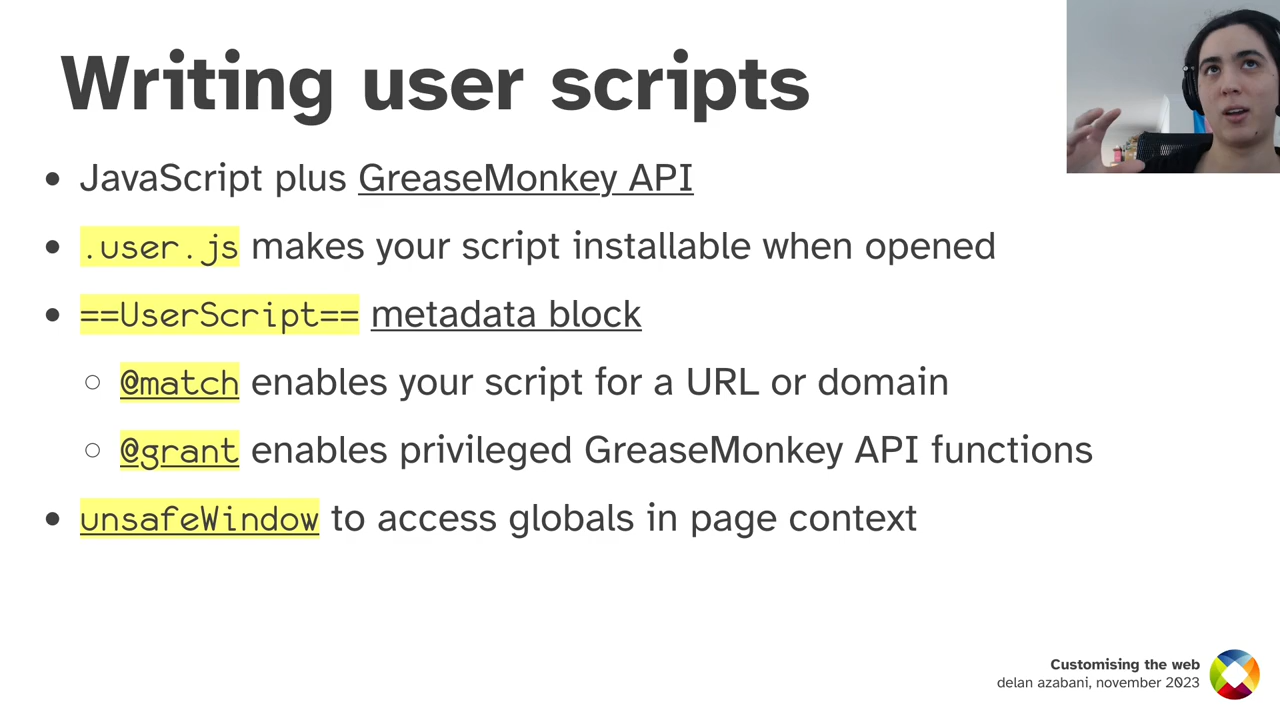 Writing user scripts
• JavaScript plus GreaseMonkey API
• .user.js makes your script installable when opened
• ==UserScript== metadata block
○ @match enables your script for a URL or domain
○ @grant enables privileged GreaseMonkey API functions
• unsafeWindow to access globals in page context
Customising the web
delan azabani, november 2023